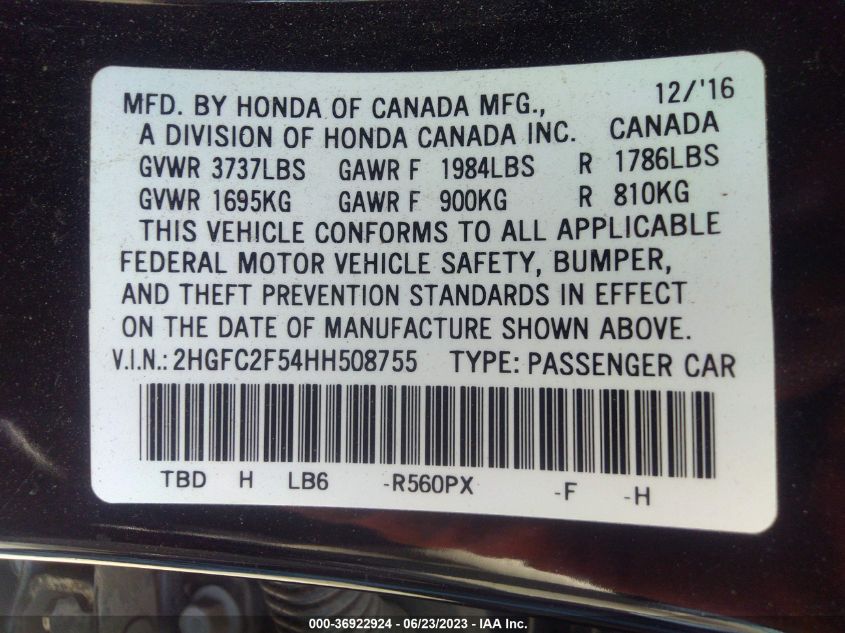 MFD. BY HONDA OF CANADA MFG., 12/'16
A DIVISION OF HONDA CANADA INC. CANADA
GVWR 3737LBS GAWR F 1984LBS R 1786LBS
GVWR 1695KG GAWR F 900KG R 810KG
THIS VEHICLE CONFORMS TO ALL APPLICABLE
FEDERAL MOTOR VEHICLE SAFETY, BUMPER,
AND THEFT PREVENTION STANDARDS IN EFFECT
ON THE DATE OF MANUFACTURE SHOWN ABOVE.
V.I.N.: 2HGFC2F54HH508755 TYPE: PASSENGER CAR
TBD H LB6 -R560PX -F -H
000-36922924 - 06/23/2023 - IAA Inc.